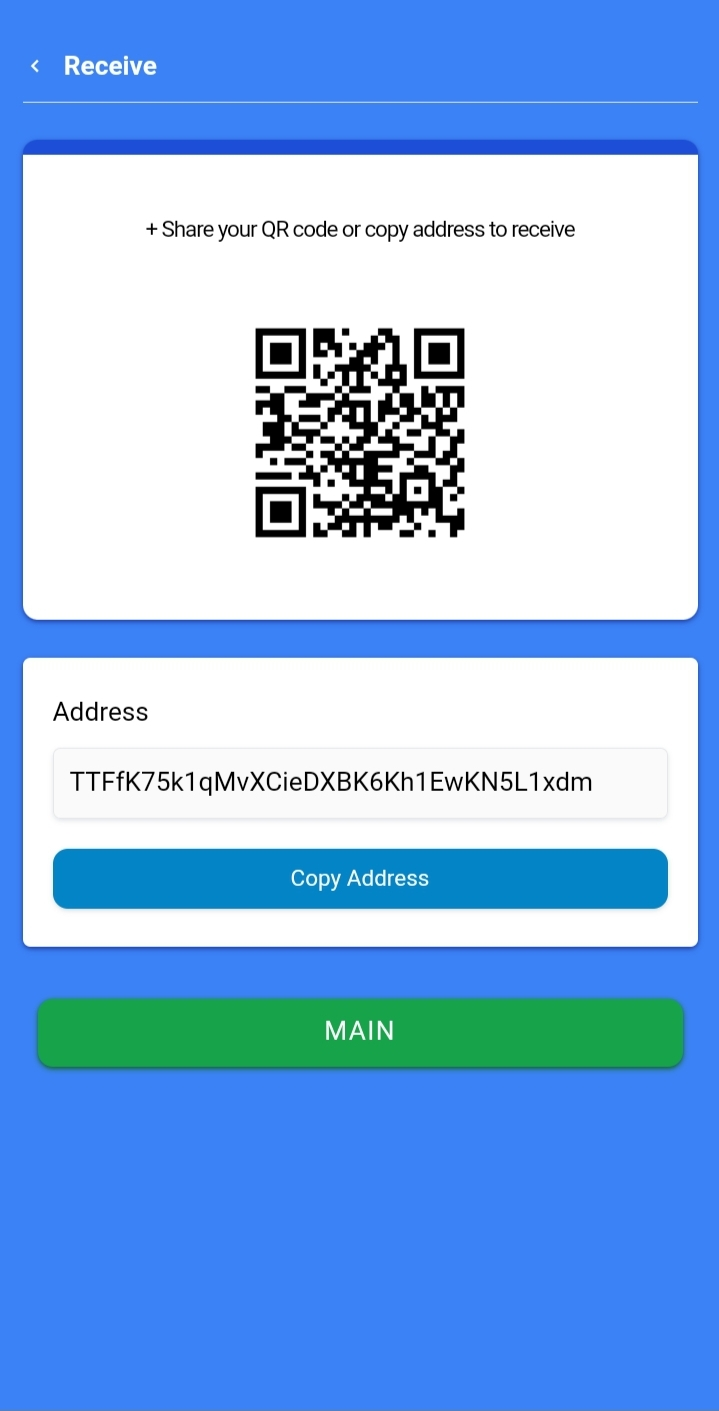 Receive
+ Share your QR code or copy address to receive
Address
TTFfK75k1qMvXCieDXBK6Kh1EwKN5L1xdm
Copy Address
MAIN